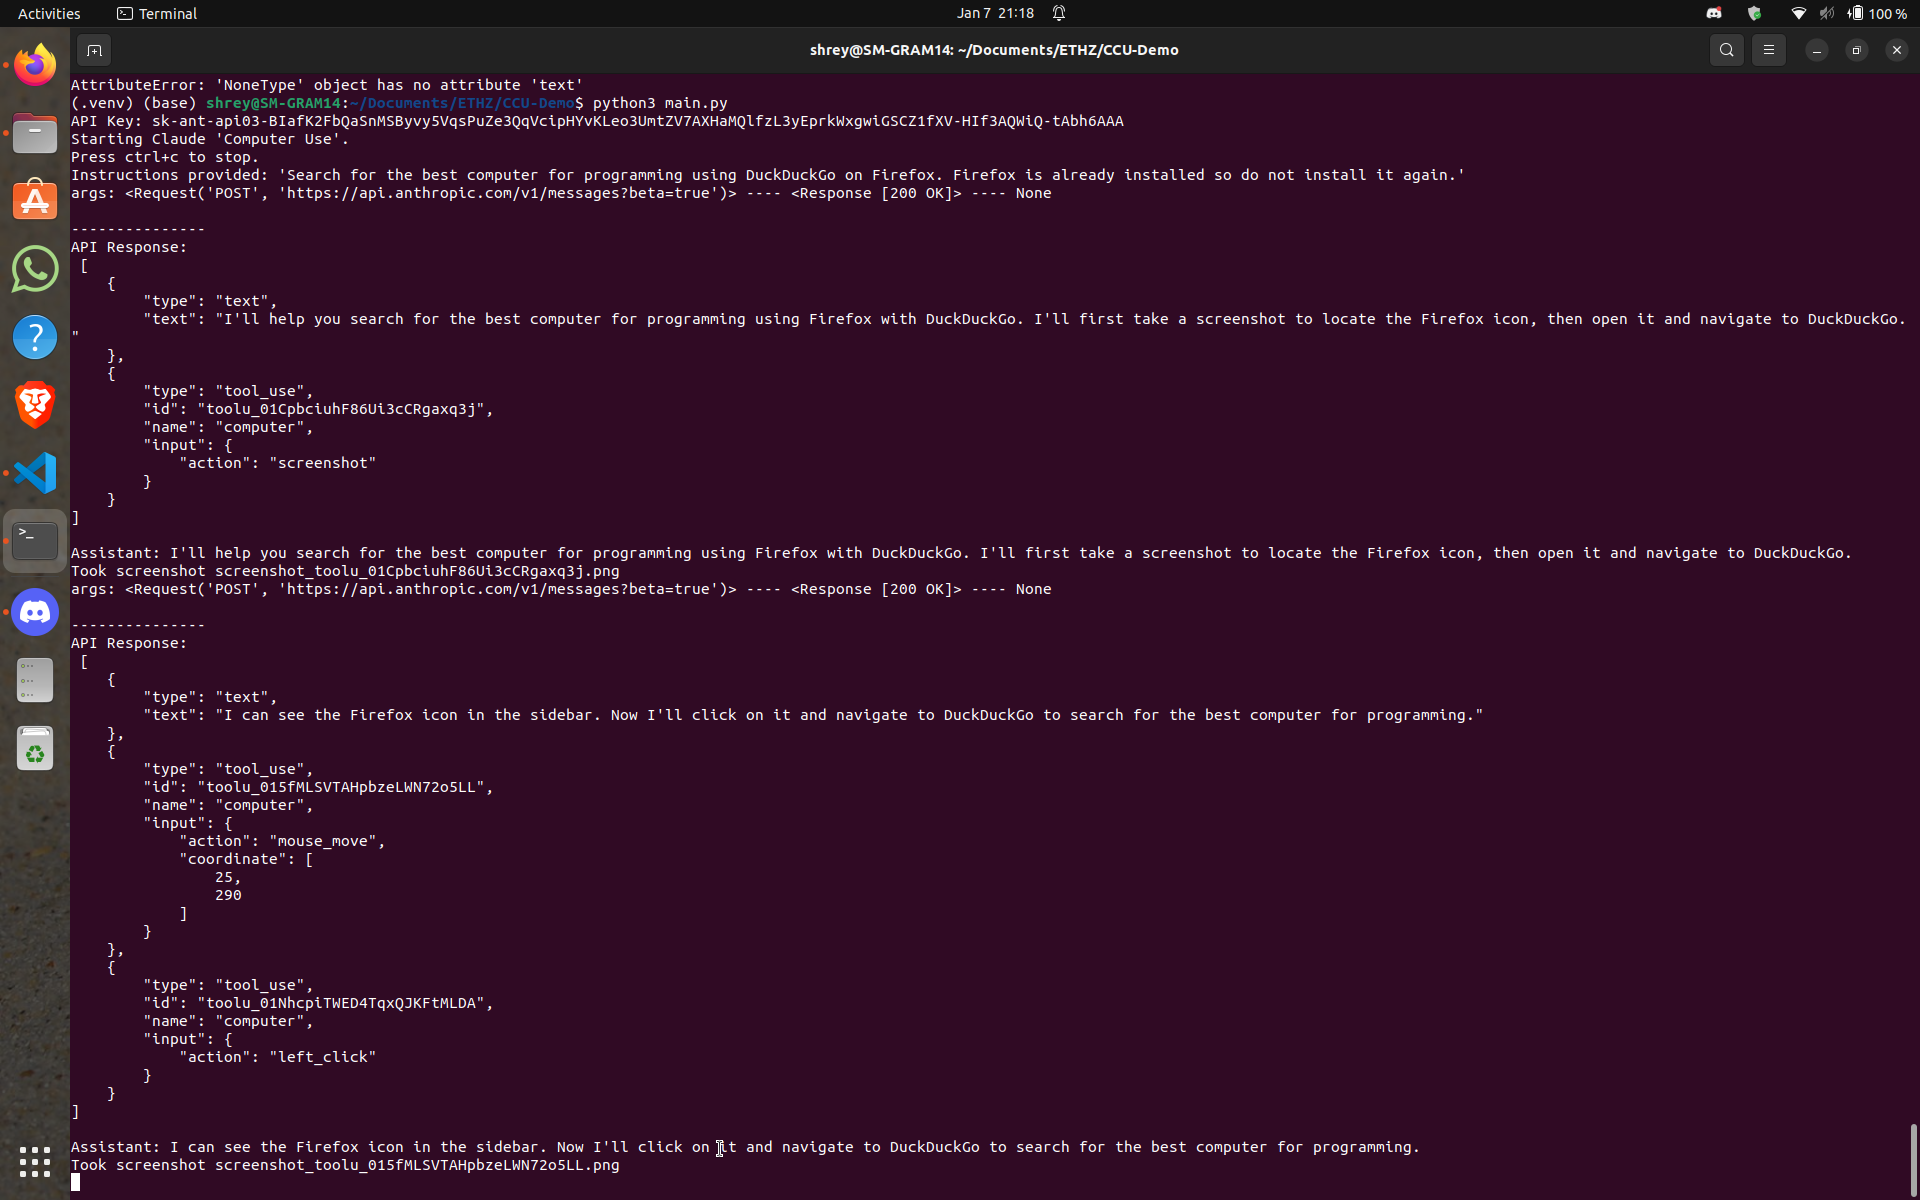 Activities
Terminal
Jan 7 21:18
100 %
shrey@SM-GRAM14: ~/Documents/ETHZ/CCU-Demo
AttributeError: 'NoneType' object has no attribute 'text'
(.venv) (base) shrey@SM-GRAM14:~/Documents/ETHZ/CCU-Demo$ python3 main.py
API Key:
Starting Claude 'Computer Use'.
Press ctrl+c to stop.
Instructions provided: 'Search for the best computer for programming using DuckDuckGo on Firefox. Firefox is already installed so do not install it again.'
args: <Request('POST', 'https://api.anthropic.com/v1/messages?beta=true')> ---- <Response [200 OK]> ---- None
---------------
API Response:
[
{
"type": "text",
"text": "I'll help you search for the best computer for programming using Firefox with DuckDuckGo. I'll first take a screenshot to locate the Firefox icon, then open it and navigate to DuckDuckGo.
"
},
{
"type": "tool_use",
"id": "toolu_01CpbciuhF86Ui3cCRgaxq3j",
"name": "computer",
"input": {
"action": "screenshot"
}
}
]
Assistant: I'll help you search for the best computer for programming using Firefox with DuckDuckGo. I'll first take a screenshot to locate the Firefox icon, then open it and navigate to DuckDuckGo.
Took screenshot screenshot_toolu_01CpbciuhF86Ui3cCRgaxq3j.png
args: <Request('POST', 'https://api.anthropic.com/v1/messages?beta=true')> ---- <Response [200 OK]> ---- None
---------------
API Response:
[
{
"type": "text",
"text": "I can see the Firefox icon in the sidebar. Now I'll click on it and navigate to DuckDuckGo to search for the best computer for programming."
},
{
"type": "tool_use",
"id": "toolu_015fMLSVTAHpbzeLWN72o5LL",
"name": "computer",
"input": {
"action": "mouse_move",
"coordinate": [
25,
290
]
}
},
{
"type": "tool_use",
"id": "toolu_01NhcpiTWED4TqxQJKFtMLDA",
"name": "computer",
"input": {
"action": "left_click"
}
}
]
Assistant: I can see the Firefox icon in the sidebar. Now I'll click on it and navigate to DuckDuckGo to search for the best computer for programming.
Took screenshot screenshot_toolu_015fMLSVTAHpbzeLWN72o5LL.png